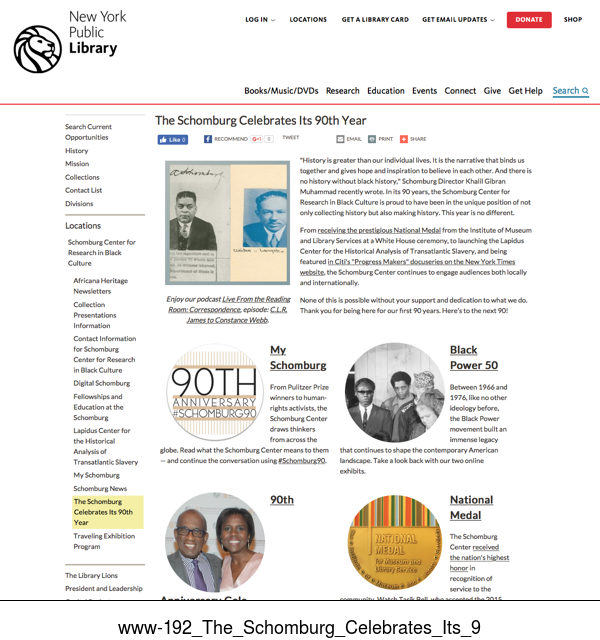 New York
Public
Library
LOG IN
LOCATIONS
GET A LIBRARY CARD
GET EMAIL UPDATES
DONATE
SHOP
Books/Music/DVDs Research Education Events Connect Give Get Help Search
Search Current
Opportunities
History
Mission
Collections
Contact List
Divisions
Locations
Schomburg Center for
Research in Black
Culture
Africana Heritage
Newsletters
Collection
Presentations
Information
Contact Information
for Schomburg
Center for Research
in Black Culture
Digital Schomburg
Fellowships and
Education at the
Schomburg
Lapidus Center for
the Historical
Analysis of
Transatlantic Slavery
My Schomburg
Schomburg News
The Schomburg
Celebrates Its 90th
Year
Traveling Exhibition
Program
The Library Lions
President and Leadership
The Schomburg Celebrates Its 90th Year
Like 0
RECOMMEND
G+1 0
TWEET
EMAIL
PRINT
SHARE
"History is greater than our individual lives. It is the narrative that binds us
together and gives hope and inspiration to believe in each other. And there is
no history without black history," Schomburg Director Khalil Gibran
Muhammad recently wrote. In its 90 years, the Schomburg Center for
Research in Black Culture is proud to have been in the unique position of not
only collecting history but also making history. This year is no different.
From receiving the prestigious National Medal from the Institute of Museum
and Library Services at a White House ceremony, to launching the Lapidus
Center for the Historical Analysis of Transatlantic Slavery, and being
featured in Citi's "Progress Makers" docuseries on the New York Times
website, the Schomburg Center continues to engage audiences both locally
and internationally.
None of this is possible without your support and dedication to what we do.
Thank you for being here for our first 90 years. Here's to the next 90!
Enjoy our podcast Live From the Reading
Room: Correspondence, episode: C.L.R.
James to Constance Webb.
90TH
ANNIVERSARY
#SCHOMBURG90
My
Schomburg
From Pulitzer Prize
winners to human-
rights activists, the
Schomburg Center
draws thinkers
from across the
globe. Read what the Schomburg Center means to them
— and continue the conversation using #Schomburg90.
Black
Power 50
Between 1966 and
1976, like no other
ideology before,
the Black Power
movement built an
immense legacy
that continues to shape the contemporary American
landscape. Take a look back with our two online
exhibits.
90th
NATIONAL
MEDAL
for Museum and
Library Service
National
Medal
The Schomburg
Center received
the nation's highest
honor in
recognition of
service to the
www-192_The_Schomburg_Celebrates_Its_9